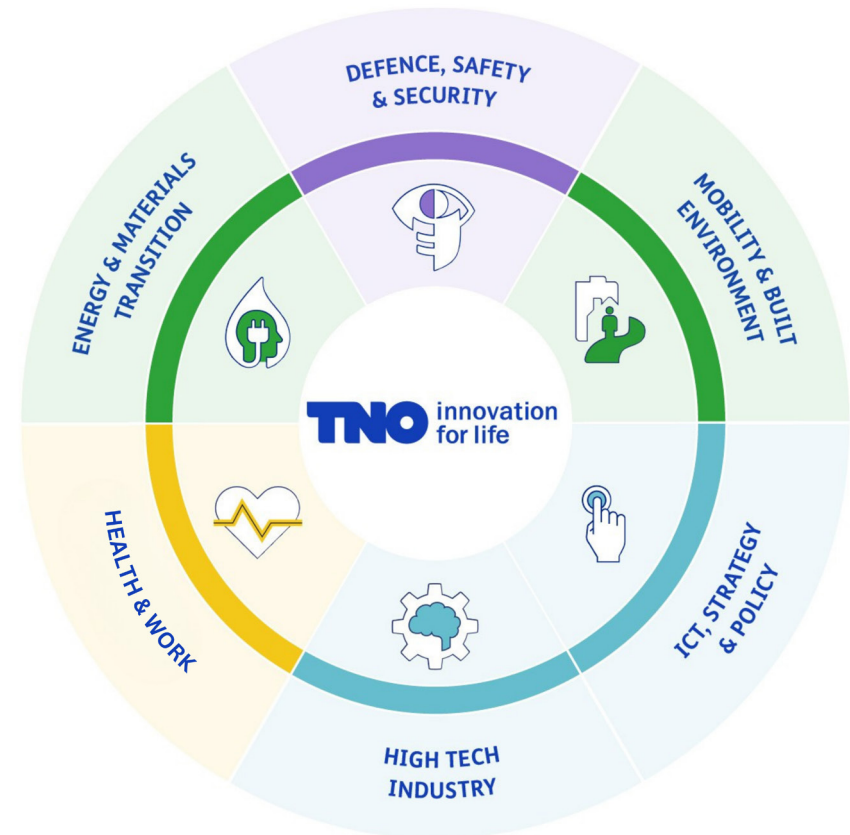 DEFENCE, SAFETY
& SECURITY
MOBILITY & BUILT
ENVIRONMENT
ICT, STRATEGY
& POLICY
HIGH TECH
INDUSTRY
HEALTH & WORK
ENERGY & MATERIALS
TRANSITION
TNO innovation
for life